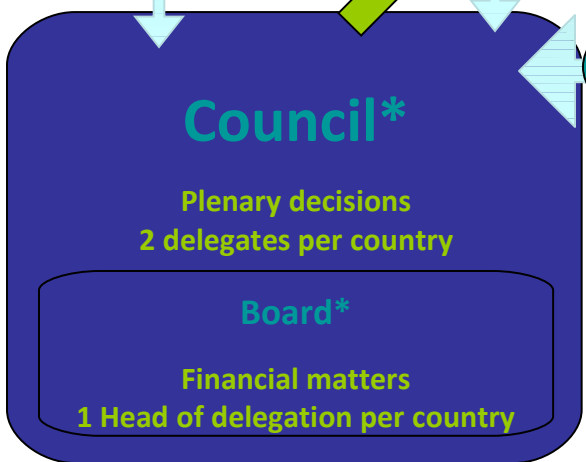 Council*
Plenary decisions
2 delegates per country
Board*
Financial matters
1 Head of delegation per country